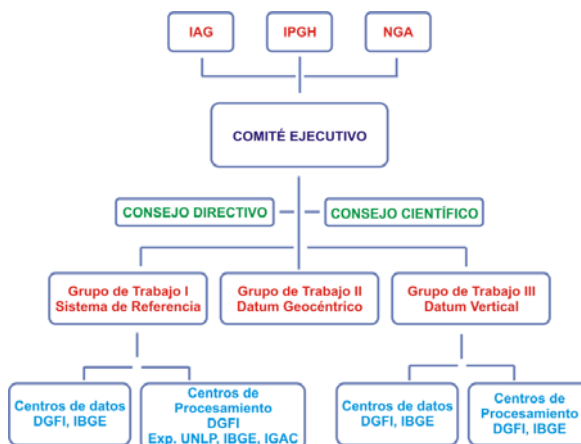 IAG
IPGH
NGA
COMITÉ EJECUTIVO
CONSEJO DIRECTIVO
CONSEJO CIENTÍFICO
Grupo de Trabajo I
Sistema de Referencia
Grupo de Trabajo II
Datum Geocéntrico
Grupo de Trabajo III
Datum Vertical
Centros de datos
DGFI, IBGE
Centros de
Procesamiento
DGFI
Exp. UNLP, IBGE, IGAC
Centros de datos
DGFI, IBGE
Centros de
Procesamiento
DGFI, IBGE